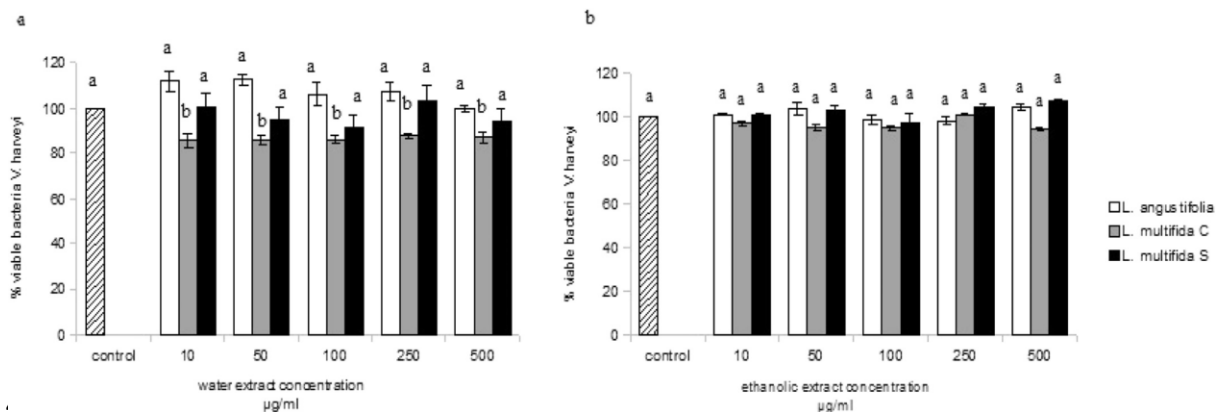 a
a a a a a a a a a a a
b b b b b
120
100
80
60
40
20
0
% viable bacteria V. harveyi
control 10 50 100 250 500
water extract concentration
µg/ml
b
a a a a a a a a a a a a a a a a
120
100
80
60
40
20
0
% viable bacteria V. harveyi
control 10 50 100 250 500
ethanolic extract concentration
µg/ml
L. angustifolia
L. multifida C
L. multifida S